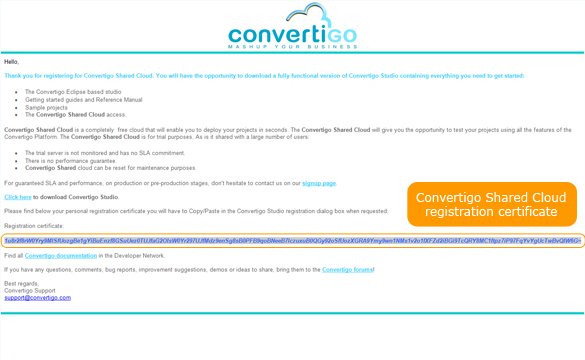 convertiGO
MASHUP YOUR BUSINESS
Hello,
Thank you for registering for Convertigo Shared Cloud. You will have the opportunity to download a fully functional version of Convertigo Studio containing everything you need to get started:
The Convertigo Eclipse based studio
Getting started guides and Reference Manual
Sample projects
The Convertigo Shared Cloud access.
Convertigo Shared Cloud is a completely free cloud that will enable you to deploy your projects in seconds. The Convertigo Shared Cloud will give you the opportunity to test your projects using all the features of the
Convertigo Platform. The Convertigo Shared Cloud is for trial purposes. As it is shared with a large number of users:
The trial server is not monitored and has no SLA commitment.
There is no performance guarantee.
Convertigo Shared cloud can be reset for maintenance purposes.
For guaranteed SLA and performance, on production or pre-production stages, don't hesitate to contact us on our signup page.
Click here to download Convertigo Studio.
Convertigo Shared Cloud
registration certificate
Please find below your personal registration certificate you will have to Copy/Paste in the Convertigo Studio registration dialog box when requested:
Registration certificate:
Find all Convertigo documentation in the Developer Network.
If you have any questions, comments, bug reports, improvement suggestions, demos or ideas to share, bring them to the Convertigo forums!
Best regards,
Convertigo Support
support@convertigo.com